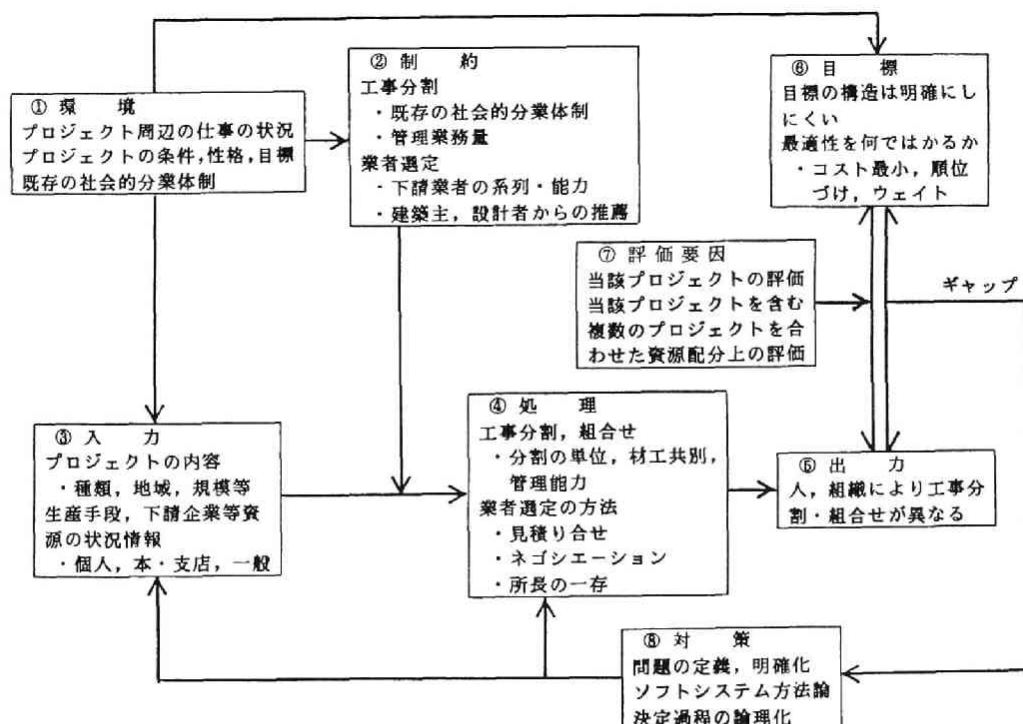 ① 環　境
プロジェクト周辺の仕事の状況
プロジェクトの条件，性格，目標
既存の社会的分業体制
② 制　約
工事分割
・既存の社会的分業体制
・管理業務量
業者選定
・下請業者の系列・能力
・建築主，設計者からの推薦
③ 入　力
プロジェクトの内容
・種類，地域，規模等
生産手段，下請企業等資
源の状況情報
・個人，本・支店，一般
④ 処　理
工事分割，組合せ
・分割の単位，材工共別，
管理能力
業者選定の方法
・見積り合せ
・ネゴシエーション
・所長の一存
⑤ 出　力
人，組織により工事分
割・組合せが異なる
⑥ 目　標
目標の構造は明確にし
にくい
最適性を何ではかるか
・コスト最小，順位
づけ，ウェイト
⑦ 評価要因
当該プロジェクトの評価
当該プロジェクトを含む
複数のプロジェクトを合
わせた資源配分上の評価
ギャップ
⑧ 対　策
問題の定義，明確化
ソフトシステム方法論
決定過程の論理化